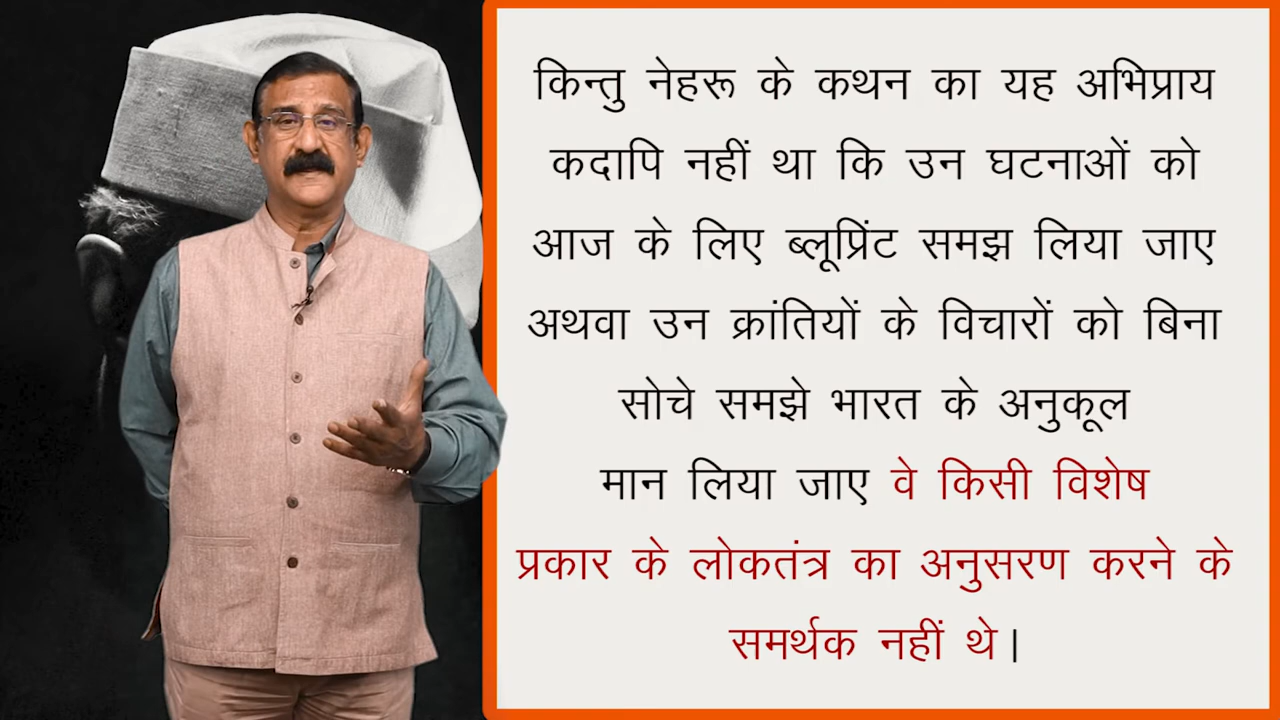 किन्तु नेहरू के कथन का यह अभिप्राय
कदापि नहीं था कि उन घटनाओं को
आज के लिए ब्लूप्रिंट समझ लिया जाए
अथवा उन क्रांतियों के विचारों को बिना
सोचे समझे भारत के अनुकूल
मान लिया जाए वे किसी विशेष
प्रकार के लोकतंत्र का अनुसरण करने के
समर्थक नहीं थे।